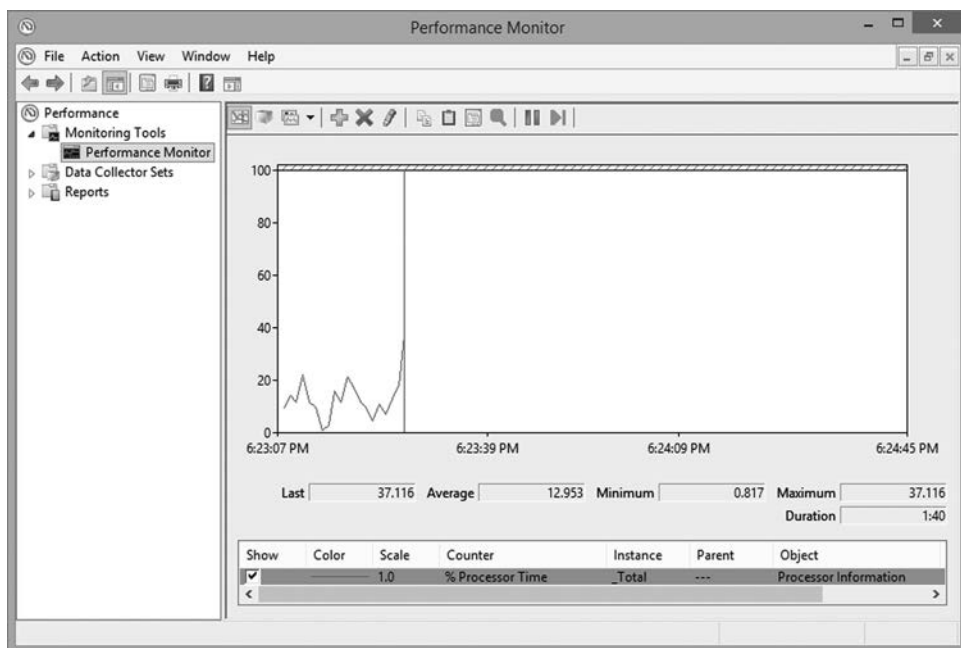 Performance Monitor
File Action View Window Help
Performance
Monitoring Tools
Performance Monitor
Data Collector Sets
Reports
100
80
60
40
20
0
6:23:07 PM 6:23:39 PM 6:24:09 PM 6:24:45 PM
Last 37.116 Average 12.953 Minimum 0.817 Maximum 37.116
Duration 1:40
Show Color Scale Counter Instance Parent Object
1.0 % Processor Time _Total --- Processor Information